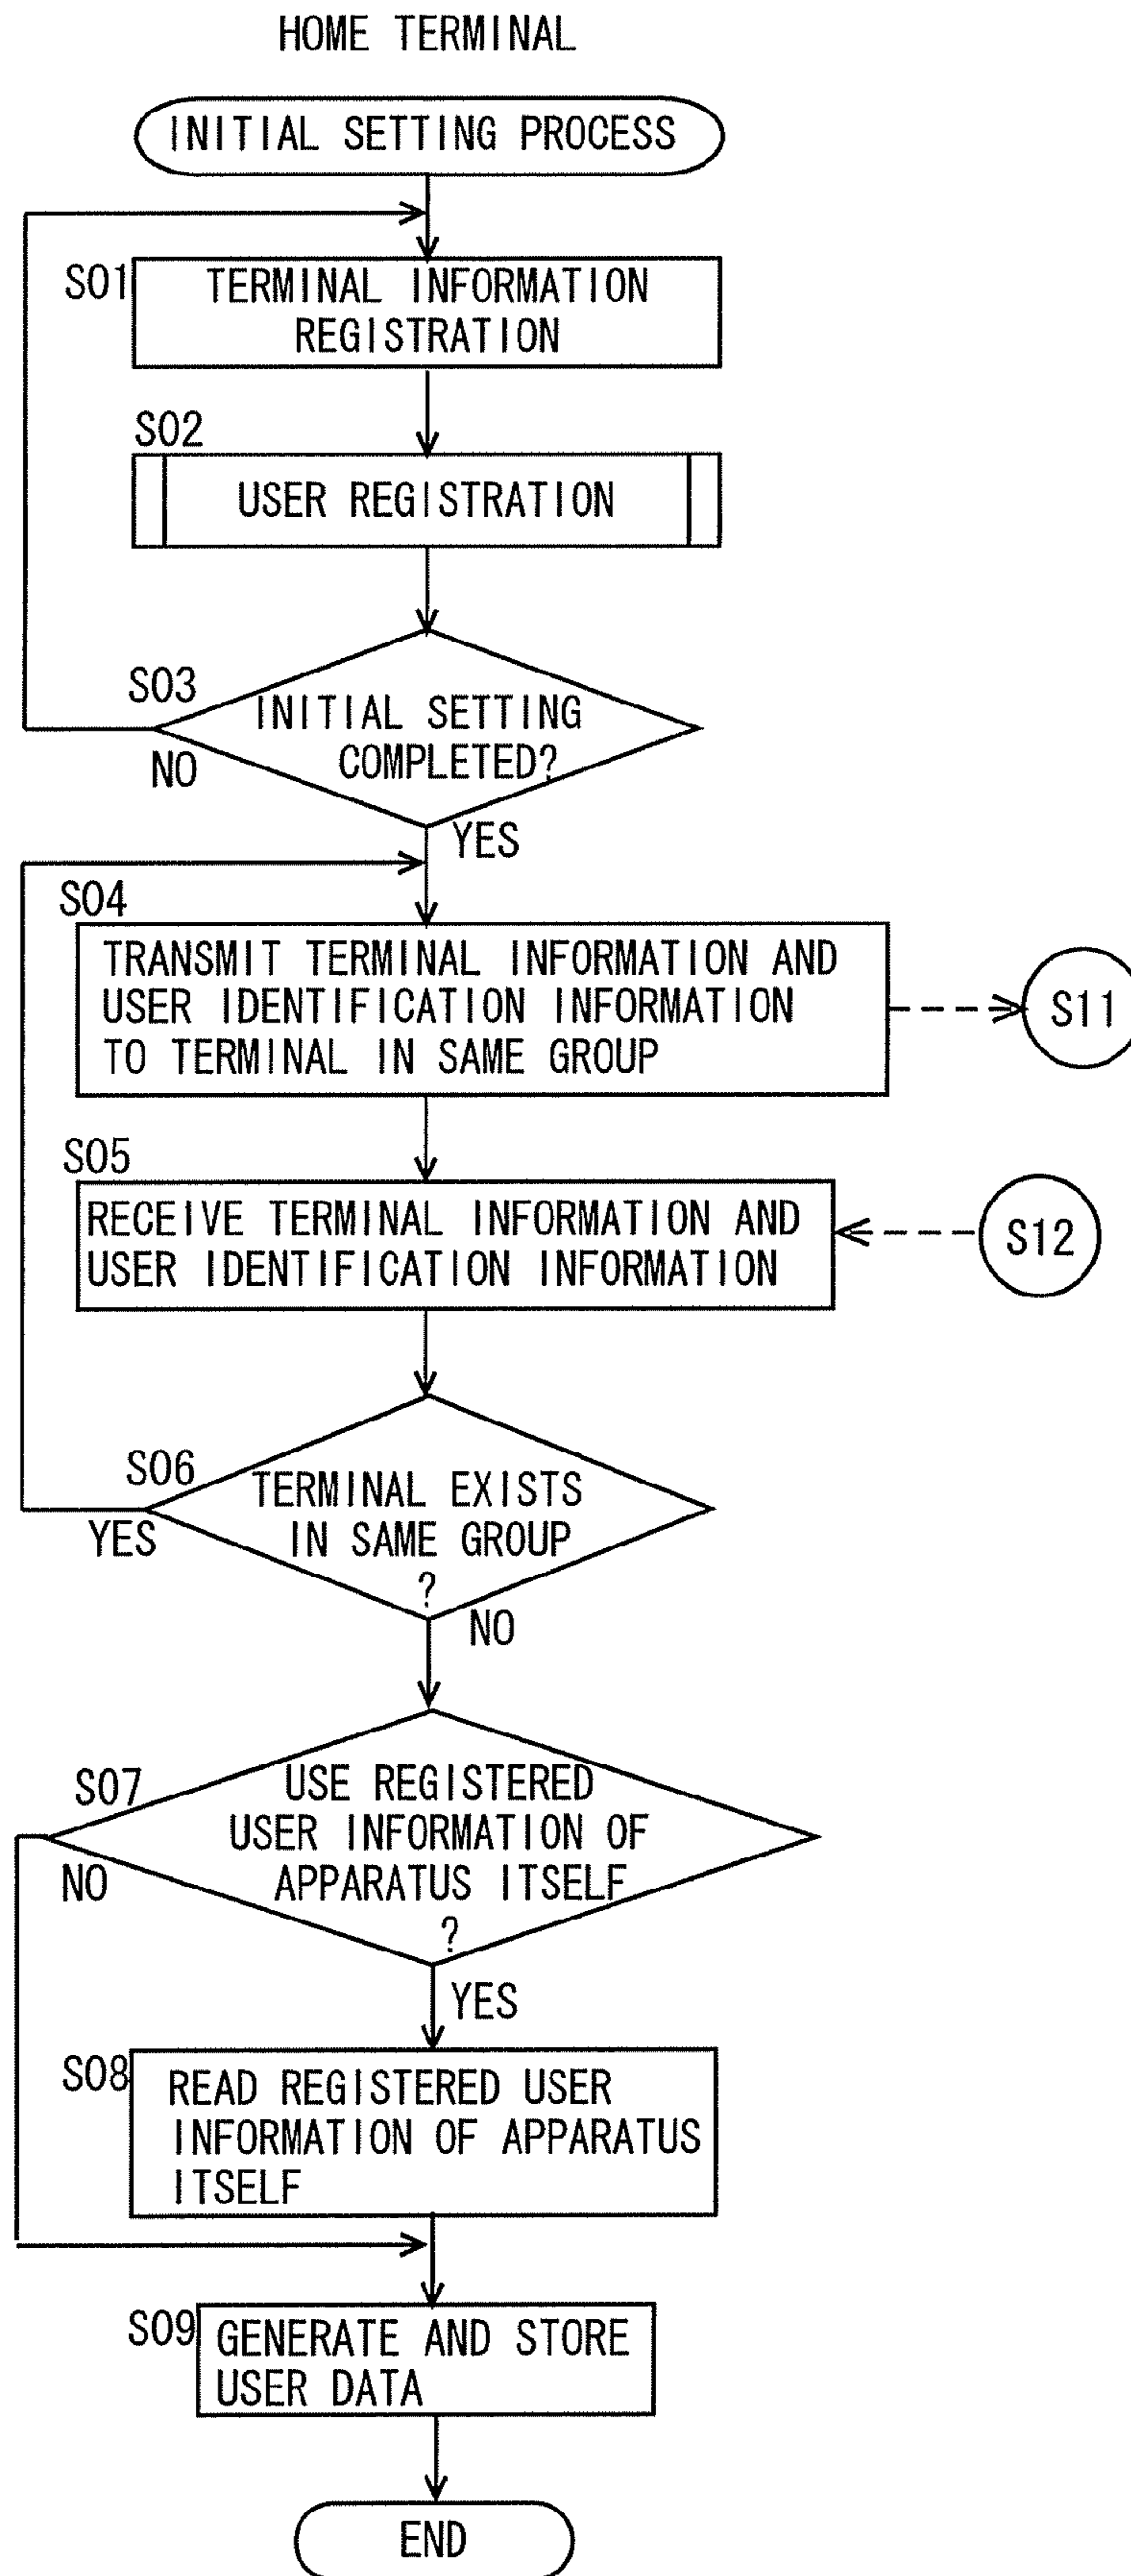 HOME TERMINAL
INITIAL SETTING PROCESS
S01
TERMINAL INFORMATION
REGISTRATION
S02
USER REGISTRATION
S03
INITIAL SETTING
COMPLETED?
NO
YES
S04
TRANSMIT TERMINAL INFORMATION AND
USER IDENTIFICATION INFORMATION
TO TERMINAL IN SAME GROUP
S11
S05
RECEIVE TERMINAL INFORMATION AND
USER IDENTIFICATION INFORMATION
S12
S06
TERMINAL EXISTS
IN SAME GROUP
?
YES
NO
S07
USE REGISTERED
USER INFORMATION OF
APPARATUS ITSELF
?
NO
YES
S08
READ REGISTERED USER
INFORMATION OF APPARATUS
ITSELF
S09
GENERATE AND STORE
USER DATA
END